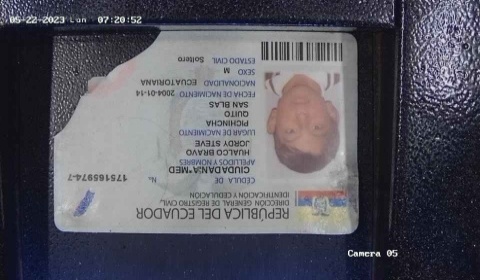 05-22-2023 Lun 07:20:52
REPÚBLICA DEL ECUADOR
DIRECCIÓN GENERAL DE REGISTRO CIVIL,
IDENTIFICACIÓN Y CEDULACIÓN
CÉDULA DE
CIUDADANÍA
N. 175165974-7
APELLIDOS Y NOMBRES
HUALCO BRAVO
JORDY STEVE
LUGAR DE NACIMIENTO
PICHINCHA
QUITO
SAN BLAS
FECHA DE NACIMIENTO 2004-01-14
NACIONALIDAD ECUATORIANA
SEXO M
ESTADO CIVIL Soltero
Camera 05